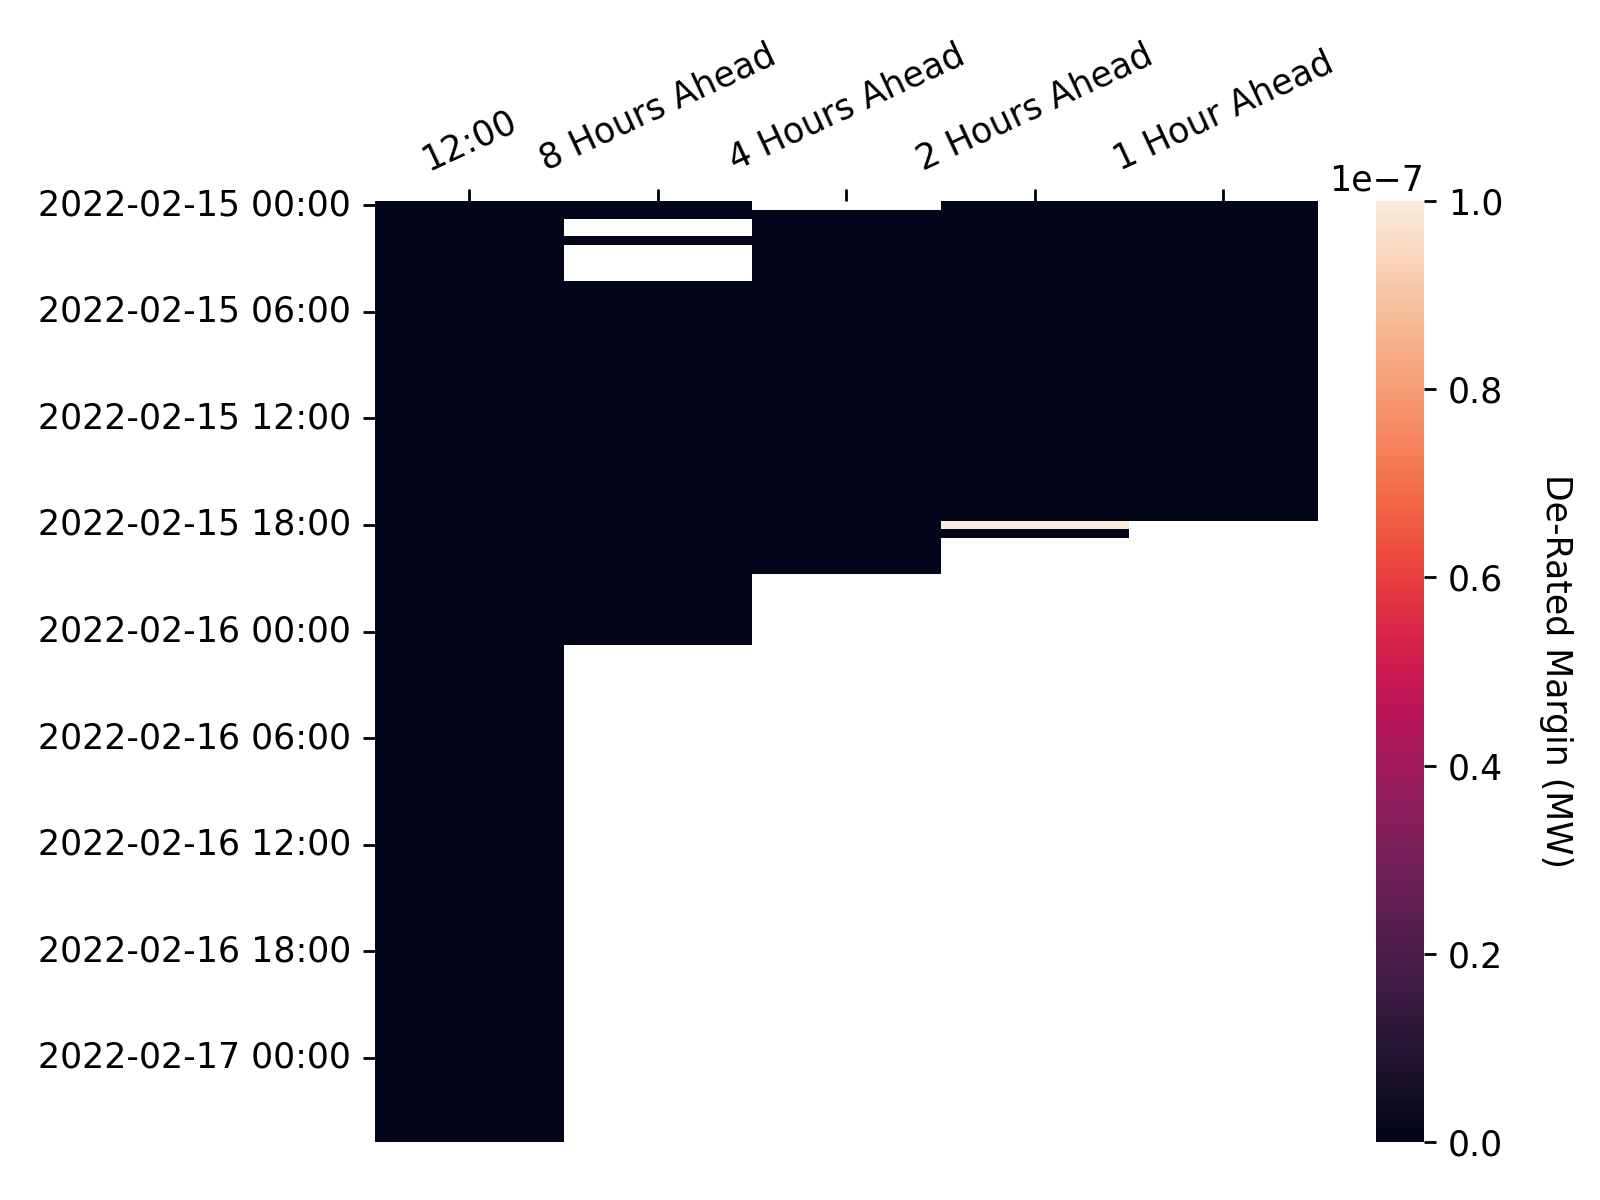 12:00
8 Hours Ahead
4 Hours Ahead
2 Hours Ahead
1 Hour Ahead
2022-02-15 00:00
2022-02-15 06:00
2022-02-15 12:00
2022-02-15 18:00
2022-02-16 00:00
2022-02-16 06:00
2022-02-16 12:00
2022-02-16 18:00
2022-02-17 00:00
1e−7
1.0
0.8
0.6
0.4
0.2
0.0
De-Rated Margin (MW)